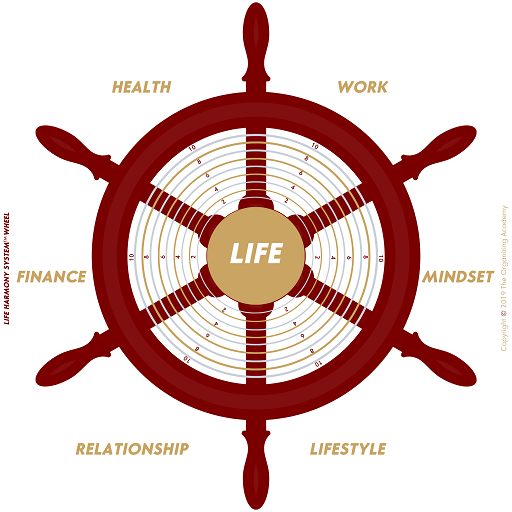 HEALTH
WORK
LIFE HARMONY SYSTEM™ WHEEL
FINANCE
LIFE
MINDSET
RELATIONSHIP
LIFESTYLE
Copyright © 2019 The Organising Academy
10 8 6 4 2
10 8 6 4 2
10 8 6 4 2
2 4 6 8 10
10 8 6 4 2
2 4 6 8 10